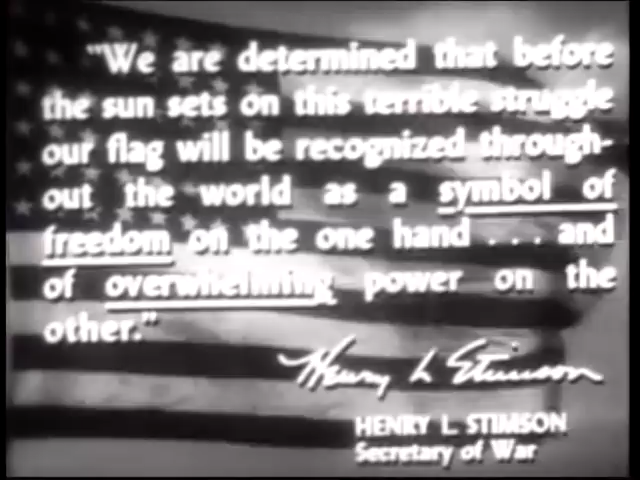 "We are determined that before
the sun sets on this terrible struggle
our flag will be recognized through-
out the world as a symbol of
freedom on the one hand . . . and
of overwhelming power on the
other."
Henry L Stimson
HENRY L. STIMSON
Secretary of War